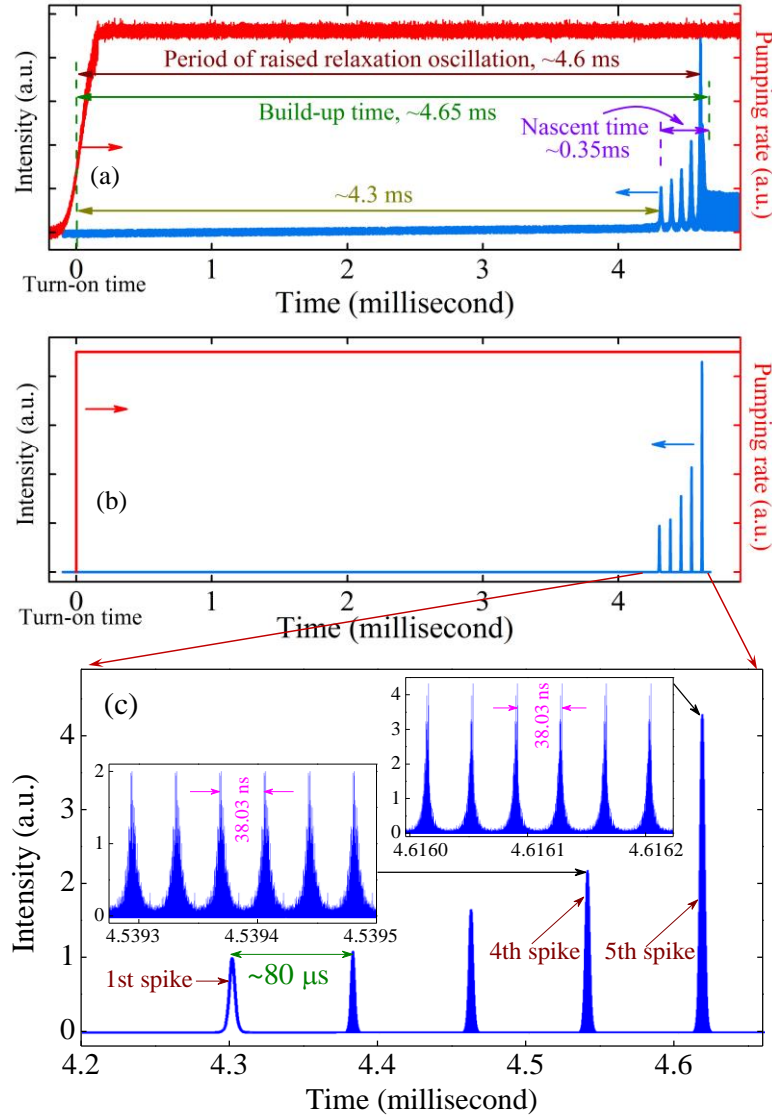 Intensity (a.u.)
Pumping rate (a.u.)
Period of raised relaxation oscillation, ~4.6 ms
Build-up time, ~4.65 ms
Nascent time
~0.35ms
(a)
~4.3 ms
0 1 2 3 4
Turn-on time
Time (millisecond)
Intensity (a.u.)
Pumping rate (a.u.)
(b)
0 1 2 3 4
Turn-on time
Time (millisecond)
(c)
Intensity (a.u.)
4
3
2
1
0
4
3
2
1
0
38.03 ns
4.6160 4.6161 4.6162
2
1
0
38.03 ns
4.5393 4.5394 4.5395
1st spike
~80 μs
4th spike
5th spike
4.2 4.3 4.4 4.5 4.6
Time (millisecond)